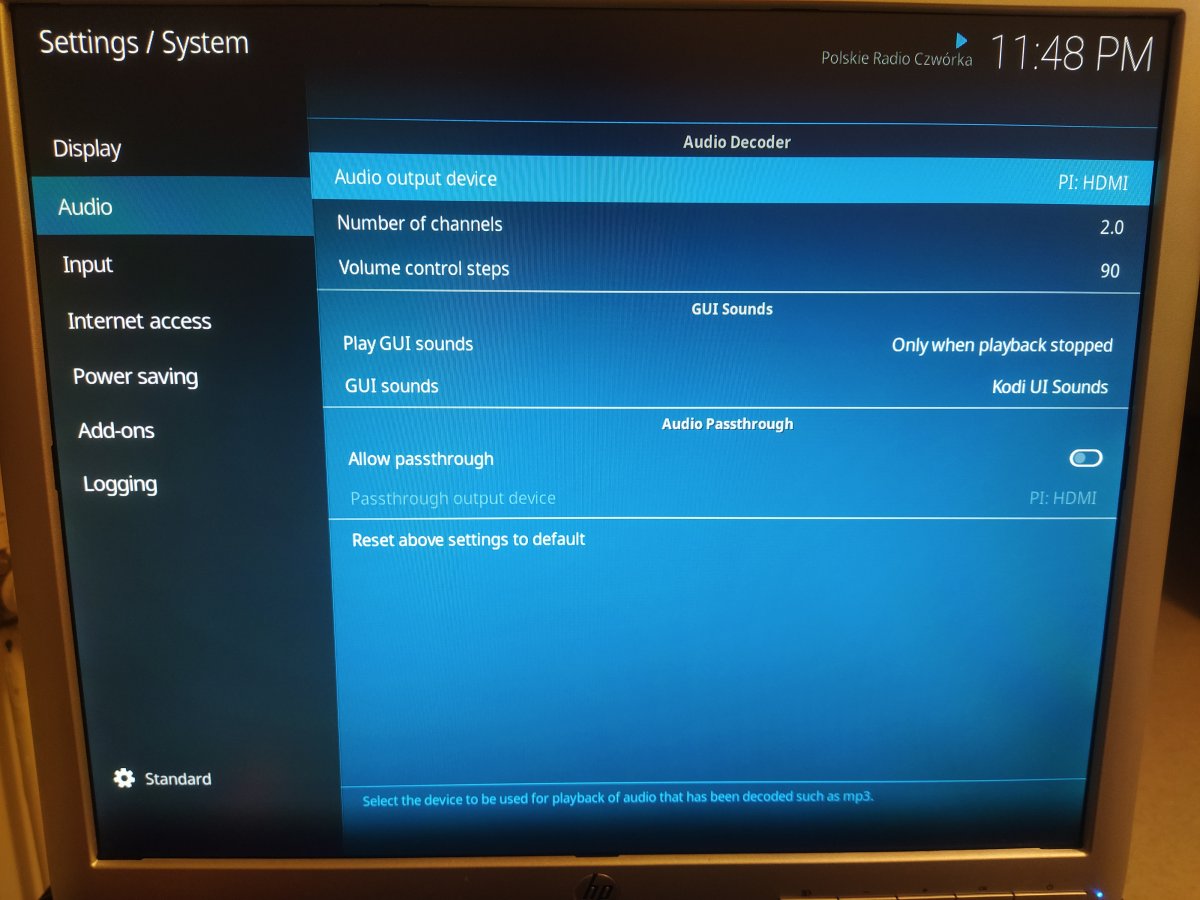 Settings / System
Polskie Radio Czwórka
11:48 PM
Display
Audio
Input
Internet access
Power saving
Add-ons
Logging
Standard
Audio Decoder
Audio output device PI: HDMI
Number of channels 2.0
Volume control steps 90
GUI Sounds
Play GUI sounds Only when playback stopped
GUI sounds Kodi UI Sounds
Audio Passthrough
Allow passthrough
Passthrough output device PI: HDMI
Reset above settings to default
Select the device to be used for playback of audio that has been decoded such as mp3.
hp